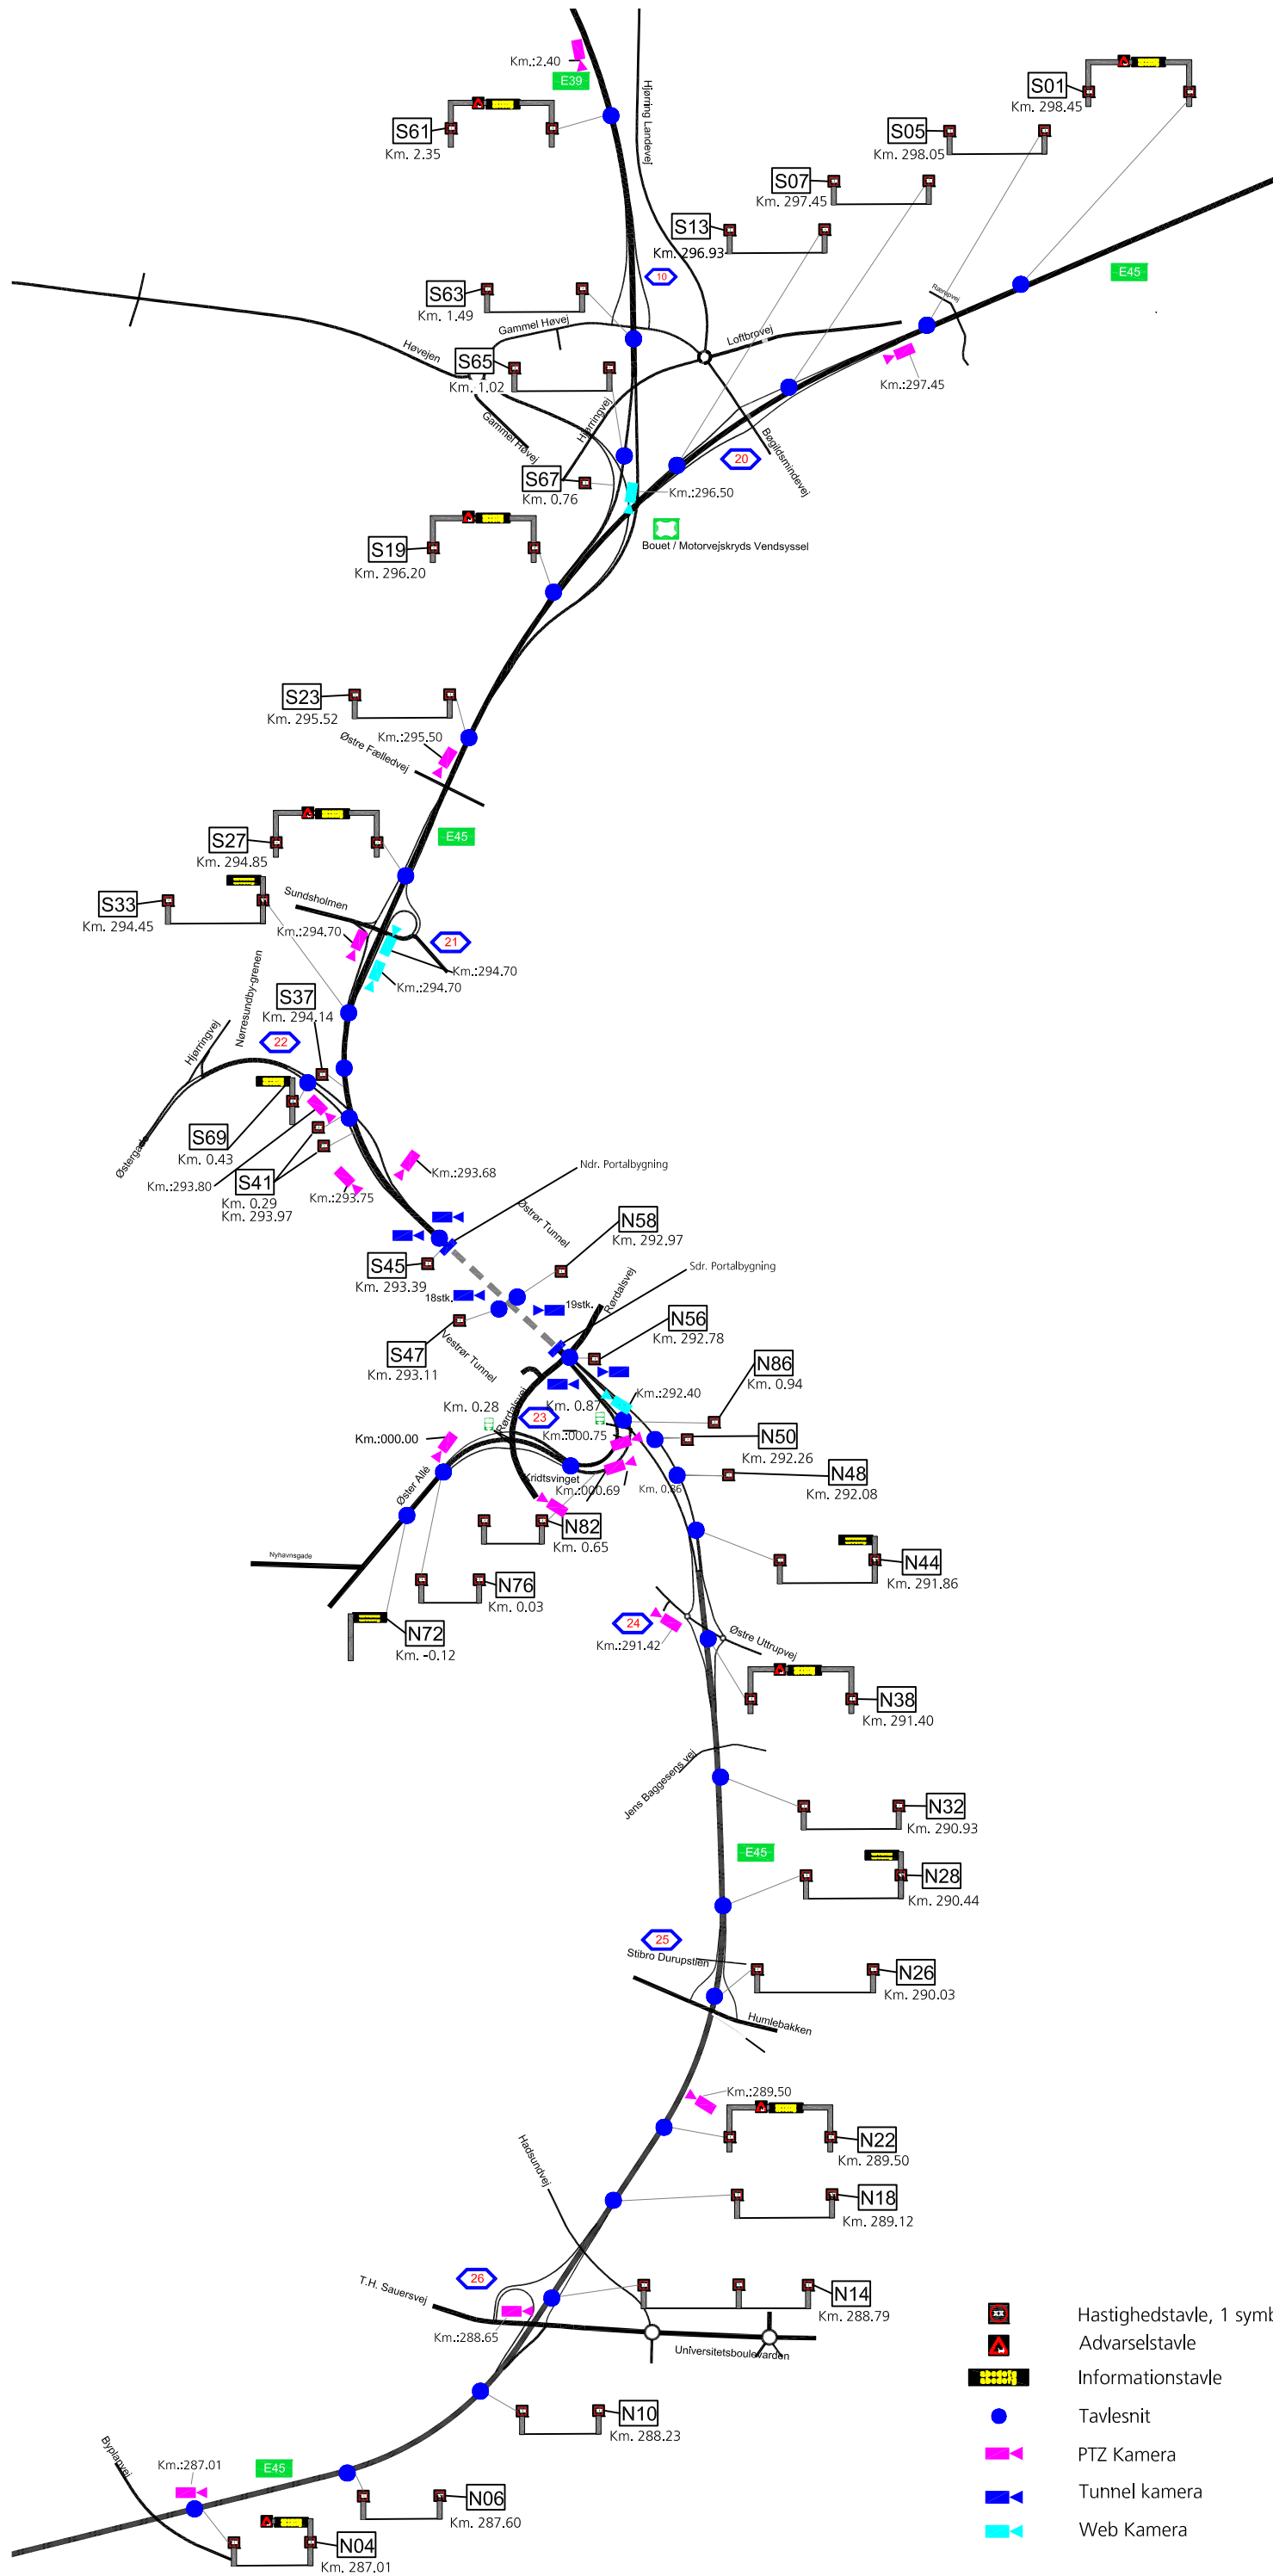 Km.:2.40
E39
Hjørring Landevej
S61
Km. 2.35
S01
Km. 298.45
S05
Km. 298.05
S07
Km. 297.45
S13
Km. 296.93
10
E45
Rærupvej
S63
Km. 1.49
Gammel Høvej
Høvejen
Loftbrovej
Km.:297.45
S65
Km. 1.02
Gammel Høvej
Hjørringvej
Bøgildsmindevej
20
S67
Km. 0.76
Km.:296.50
Bouet / Motorvejskryds Vendsyssel
S19
Km. 296.20
S23
Km. 295.52
Km.:295.50
Østre Fælledvej
S27
Km. 294.85
E45
S33
Km. 294.45
Sundsholmen
Km.:294.70
21
Km.:294.70
Km.:294.70
Nørresundby-grenen
S37
Km. 294.14
Hjørringvej
22
Østergade
S69
Km. 0.43
Km.:293.80
S41
Km. 0.29
Km. 293.97
Km.:293.75
Km.:293.68
Ndr. Portalbygning
Østrør Tunnel
N58
Km. 292.97
S45
Km. 293.39
Sdr. Portalbygning
18stk.
19stk.
Rørdalsvej
S47
Km. 293.11
Vestrør Tunnel
N56
Km. 292.78
N86
Km. 0.94
Km. 0.28
Rørdalsvej
23
Km. 0.87
Km.:292.40
Km.:000.00
Km.:000.75
N50
Km. 292.26
Øster Allé
Kridtsvinget
Km.:000.69
Km. 0.86
N48
Km. 292.08
N82
Km. 0.65
Nyhavnsgade
N44
Km. 291.86
N76
Km. 0.03
N72
Km. -0.12
24
Km.:291.42
Østre Uttrupvej
N38
Km. 291.40
Jens Baggesens vej
N32
Km. 290.93
E45
N28
Km. 290.44
25
Stibro Durupstien
N26
Km. 290.03
Humlebakken
Km.:289.50
N22
Km. 289.50
Hadsundvej
N18
Km. 289.12
26
T.H. Sauersvej
N14
Km. 288.79
Km.:288.65
Universitetsboulevarden
N10
Km. 288.23
Byplanvej
Km.:287.01
E45
N06
Km. 287.60
N04
Km. 287.01
xx
Hastighedstavle, 1 symb
Advarselstavle
abcdefg
abcdefg
Informationstavle
Tavlesnit
PTZ Kamera
Tunnel kamera
Web Kamera